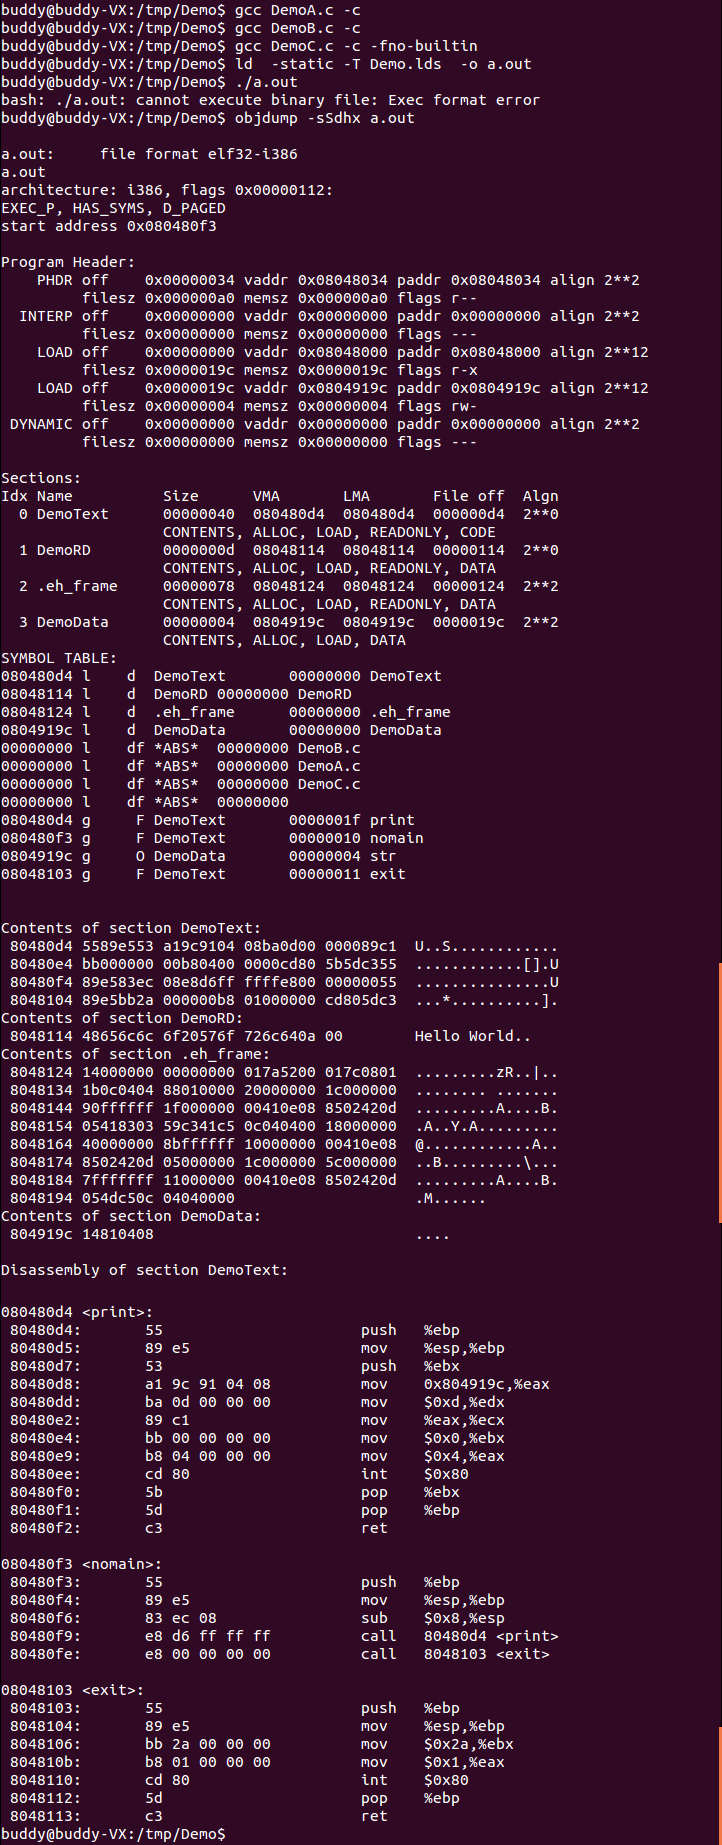 buddy@buddy-VX:/tmp/Demo$ gcc DemoA.c -c
buddy@buddy-VX:/tmp/Demo$ gcc DemoB.c -c
buddy@buddy-VX:/tmp/Demo$ gcc DemoC.c -c -fno-builtin
buddy@buddy-VX:/tmp/Demo$ ld  -static -T Demo.lds  -o a.out
buddy@buddy-VX:/tmp/Demo$ ./a.out
bash: ./a.out: cannot execute binary file: Exec format error
buddy@buddy-VX:/tmp/Demo$ objdump -sSdhx a.out

a.out:     file format elf32-i386
a.out
architecture: i386, flags 0x00000112:
EXEC_P, HAS_SYMS, D_PAGED
start address 0x080480f3

Program Header:
    PHDR off    0x00000034 vaddr 0x08048034 paddr 0x08048034 align 2**2
         filesz 0x000000a0 memsz 0x000000a0 flags r--
  INTERP off    0x00000000 vaddr 0x00000000 paddr 0x00000000 align 2**2
         filesz 0x00000000 memsz 0x00000000 flags ---
    LOAD off    0x00000000 vaddr 0x08048000 paddr 0x08048000 align 2**12
         filesz 0x0000019c memsz 0x0000019c flags r-x
    LOAD off    0x0000019c vaddr 0x0804919c paddr 0x0804919c align 2**12
         filesz 0x00000004 memsz 0x00000004 flags rw-
 DYNAMIC off    0x00000000 vaddr 0x00000000 paddr 0x00000000 align 2**2
         filesz 0x00000000 memsz 0x00000000 flags ---

Sections:
Idx Name          Size      VMA       LMA       File off  Algn
  0 DemoText      00000040  080480d4  080480d4  000000d4  2**0
                  CONTENTS, ALLOC, LOAD, READONLY, CODE
  1 DemoRD        0000000d  08048114  08048114  00000114  2**0
                  CONTENTS, ALLOC, LOAD, READONLY, DATA
  2 .eh_frame     00000078  08048124  08048124  00000124  2**2
                  CONTENTS, ALLOC, LOAD, READONLY, DATA
  3 DemoData      00000004  0804919c  0804919c  0000019c  2**2
                  CONTENTS, ALLOC, LOAD, DATA
SYMBOL TABLE:
080480d4 l    d  DemoText       00000000 DemoText
08048114 l    d  DemoRD 00000000 DemoRD
08048124 l    d  .eh_frame      00000000 .eh_frame
0804919c l    d  DemoData       00000000 DemoData
00000000 l    df *ABS*  00000000 DemoB.c
00000000 l    df *ABS*  00000000 DemoA.c
00000000 l    df *ABS*  00000000 DemoC.c
00000000 l    df *ABS*  00000000
080480d4 g     F DemoText       0000001f print
080480f3 g     F DemoText       00000010 nomain
0804919c g     O DemoData       00000004 str
08048103 g     F DemoText       00000011 exit

Contents of section DemoText:
 80480d4 5589e553 a19c9104 08ba0d00 000089c1  U..S............
 80480e4 bb000000 00b80400 0000cd80 5b5dc355  ............[].U
 80480f4 89e583ec 08e8d6ff ffffe800 00000055  ...............U
 8048104 89e5bb2a 000000b8 01000000 cd805dc3  ...*..........].
Contents of section DemoRD:
 8048114 48656c6c 6f20576f 726c640a 00        Hello World..
Contents of section .eh_frame:
 8048124 14000000 00000000 017a5200 017c0801  .........zR..|..
 8048134 1b0c0404 88010000 20000000 1c000000  ........ .......
 8048144 90ffffff 1f000000 00410e08 8502420d  .........A....B.
 8048154 05418303 59c341c5 0c040400 18000000  .A..Y.A.........
 8048164 40000000 8bffffff 10000000 00410e08  @............A..
 8048174 8502420d 05000000 1c000000 5c000000  ..B.........\...
 8048184 7fffffff 11000000 00410e08 8502420d  .........A....B.
 8048194 054dc50c 04040000                    .M......
Contents of section DemoData:
 804919c 14810408                             ....

Disassembly of section DemoText:

080480d4 <print>:
 80480d4:       55                      push   %ebp
 80480d5:       89 e5                   mov    %esp,%ebp
 80480d7:       53                      push   %ebx
 80480d8:       a1 9c 91 04 08          mov    0x804919c,%eax
 80480dd:       ba 0d 00 00 00          mov    $0xd,%edx
 80480e2:       89 c1                   mov    %eax,%ecx
 80480e4:       bb 00 00 00 00          mov    $0x0,%ebx
 80480e9:       b8 04 00 00 00          mov    $0x4,%eax
 80480ee:       cd 80                   int    $0x80
 80480f0:       5b                      pop    %ebx
 80480f1:       5d                      pop    %ebp
 80480f2:       c3                      ret

080480f3 <nomain>:
 80480f3:       55                      push   %ebp
 80480f4:       89 e5                   mov    %esp,%ebp
 80480f6:       83 ec 08                sub    $0x8,%esp
 80480f9:       e8 d6 ff ff ff          call   80480d4 <print>
 80480fe:       e8 00 00 00 00          call   8048103 <exit>

08048103 <exit>:
 8048103:       55                      push   %ebp
 8048104:       89 e5                   mov    %esp,%ebp
 8048106:       bb 2a 00 00 00          mov    $0x2a,%ebx
 804810b:       b8 01 00 00 00          mov    $0x1,%eax
 8048110:       cd 80                   int    $0x80
 8048112:       5d                      pop    %ebp
 8048113:       c3                      ret
buddy@buddy-VX:/tmp/Demo$